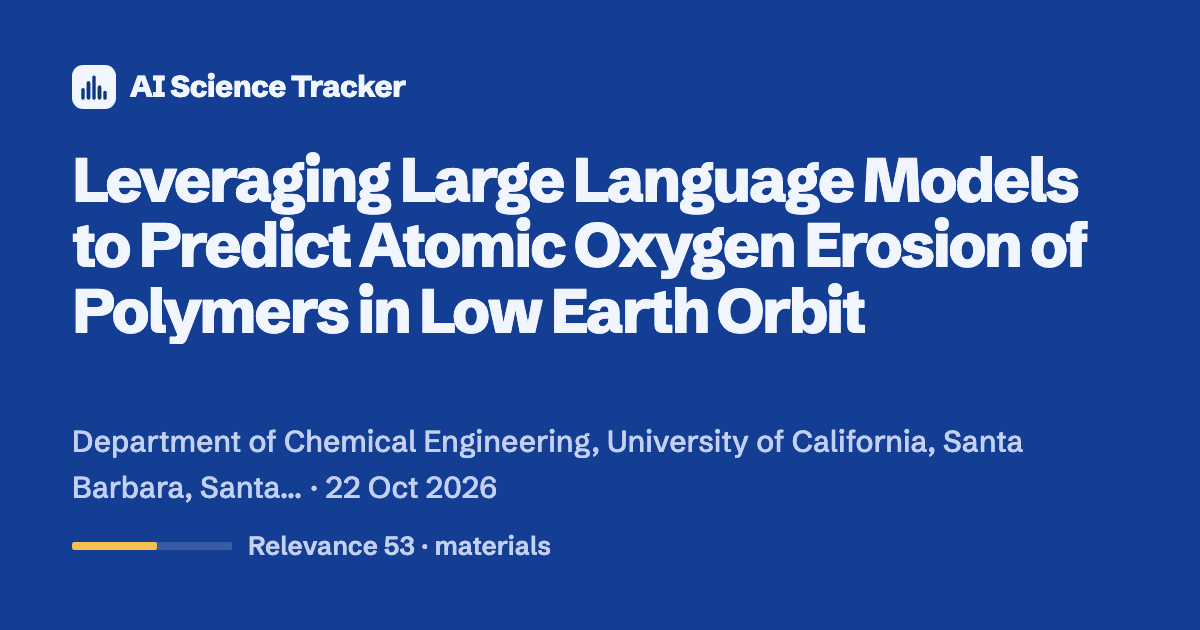 AI Science Tracker
Leveraging Large Language Models
to Predict Atomic Oxygen Erosion of
Polymers in Low Earth Orbit
Department of Chemical Engineering, University of California, Santa
Barbara, Santa... · 22 Oct 2026
Relevance 53 · materials